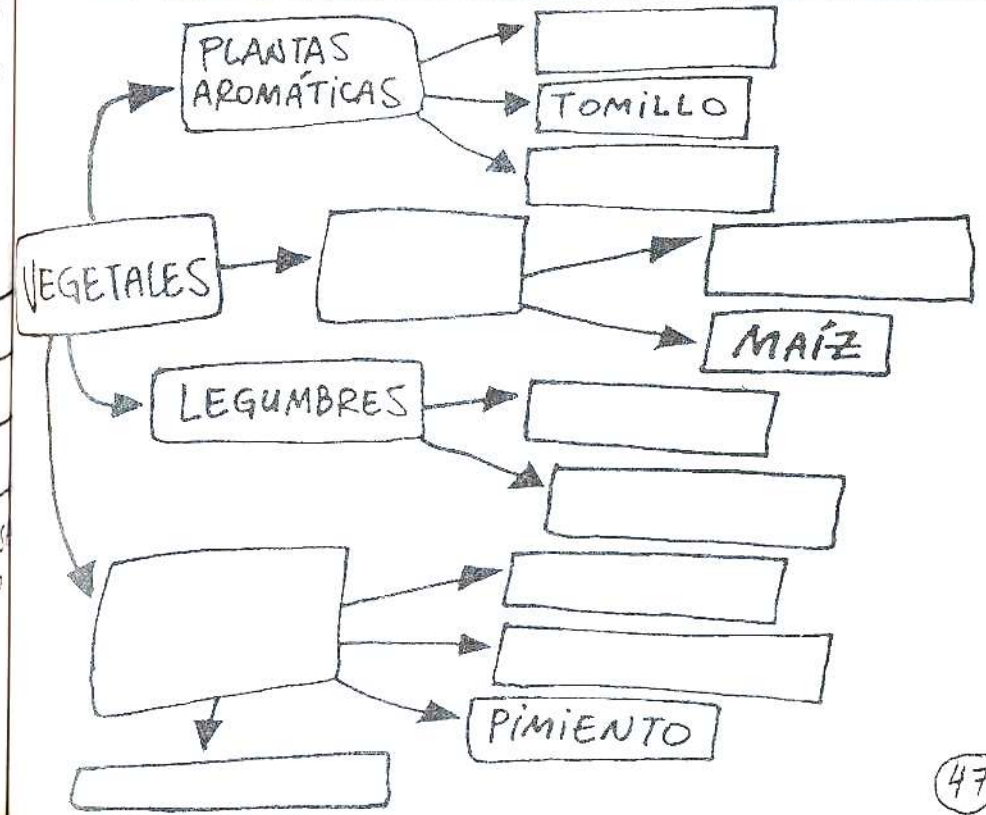 PLANTAS
AROMÁTICAS
TOMILLO
VEGETALES
MAÍZ
LEGUMBRES
PIMIENTO
47